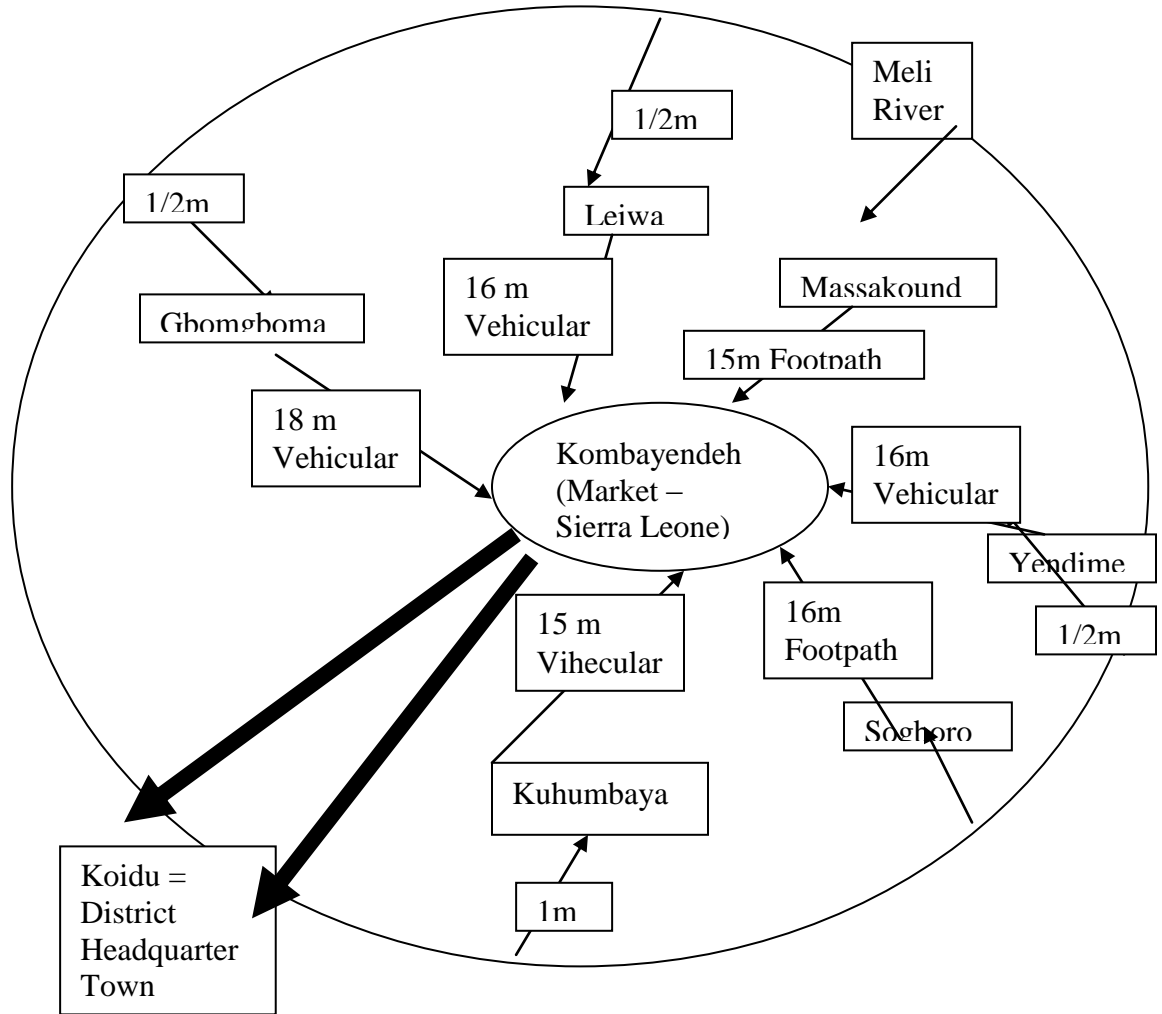 Meli
River
1/2m
1/2m
Leiwa
16 m
Vehicular
Massakound
Gbomgboma
15m Footpath
18 m
Vehicular
Kombayendeh
(Market –
Sierra Leone)
16m
Vehicular
Yendime
15 m
Vihecular
16m
Footpath
1/2m
Sogboro
Kuhumbaya
Koidu =
District
Headquarter
Town
1m